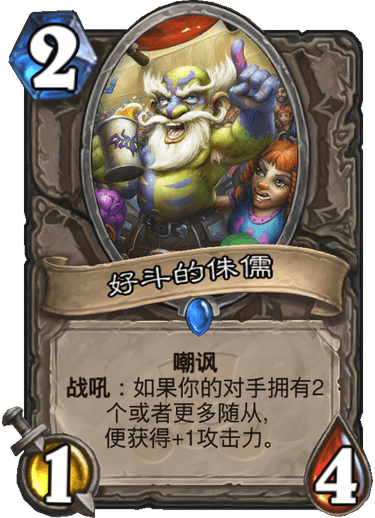 2
好斗的侏儒
嘲讽
战吼：如果你的对手拥有2
个或者更多随从，
便获得+1攻击力。
1
4